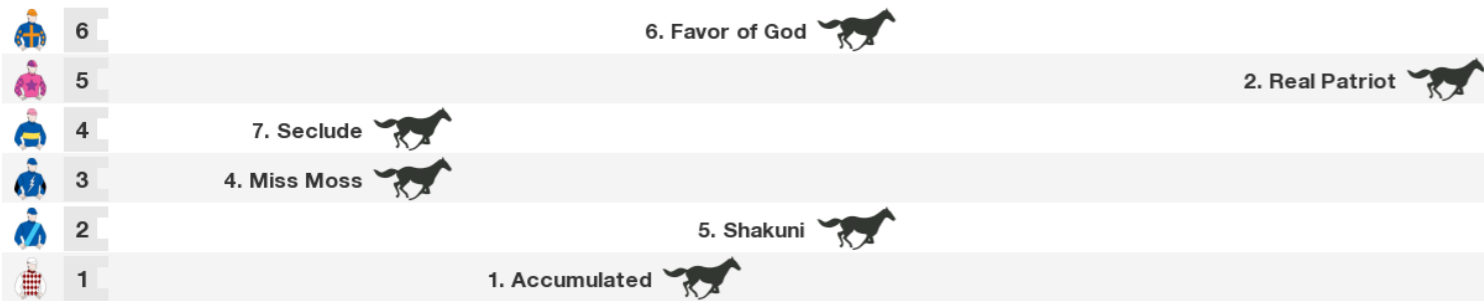 6 6. Favor of God
5 2. Real Patriot
4 7. Seclude
3 4. Miss Moss
2 5. Shakuni
1 1. Accumulated